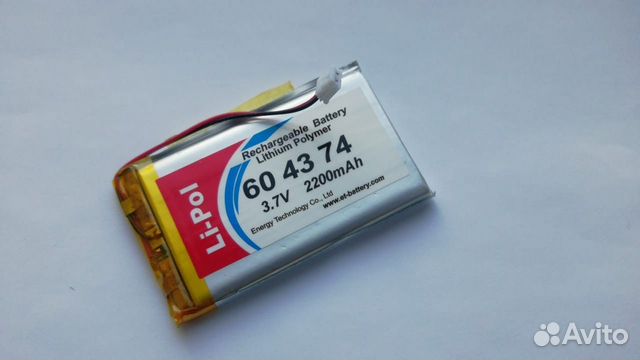 Li-Pol
Rechargeable Battery
Lithium Polymer
60 43 74
3.7V 2200mAh
Energy Technology Co., Ltd
www.et-battery.com
Avito